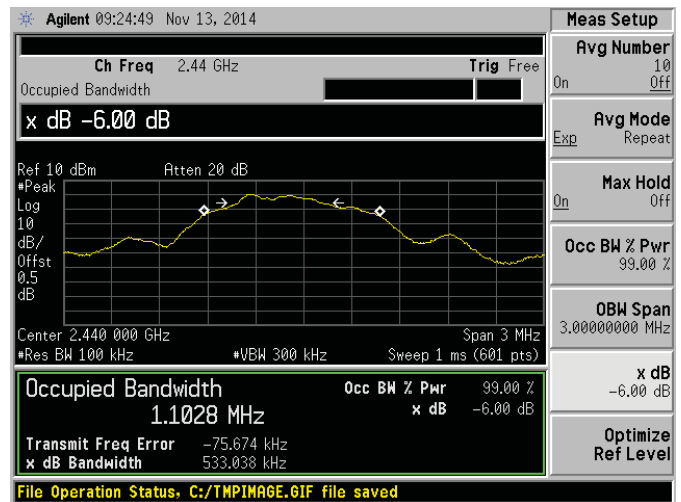 Agilent 09:24:49 Nov 13, 2014
Meas Setup
Ch Freq 2.44 GHz Trig Free
Occupied Bandwidth
x dB -6.00 dB
Ref 10 dBm Atten 20 dB
#Peak
Log
10
dB/
Offst
0.5
dB
Center 2.440 000 GHz Span 3 MHz
#Res BW 100 kHz #VBW 300 kHz Sweep 1 ms (601 pts)
Occupied Bandwidth Occ BW % Pwr 99.00 %
1.1028 MHz x dB -6.00 dB
Transmit Freq Error -75.674 kHz
x dB Bandwidth 533.038 kHz
File Operation Status, C:/TMPIMAGE.GIF file saved
Avg Number
10
On Off
Avg Mode
Exp Repeat
Max Hold
On Off
Occ BW % Pwr
99.00 %
OBW Span
3.00000000 MHz
x dB
-6.00 dB
Optimize
Ref Level